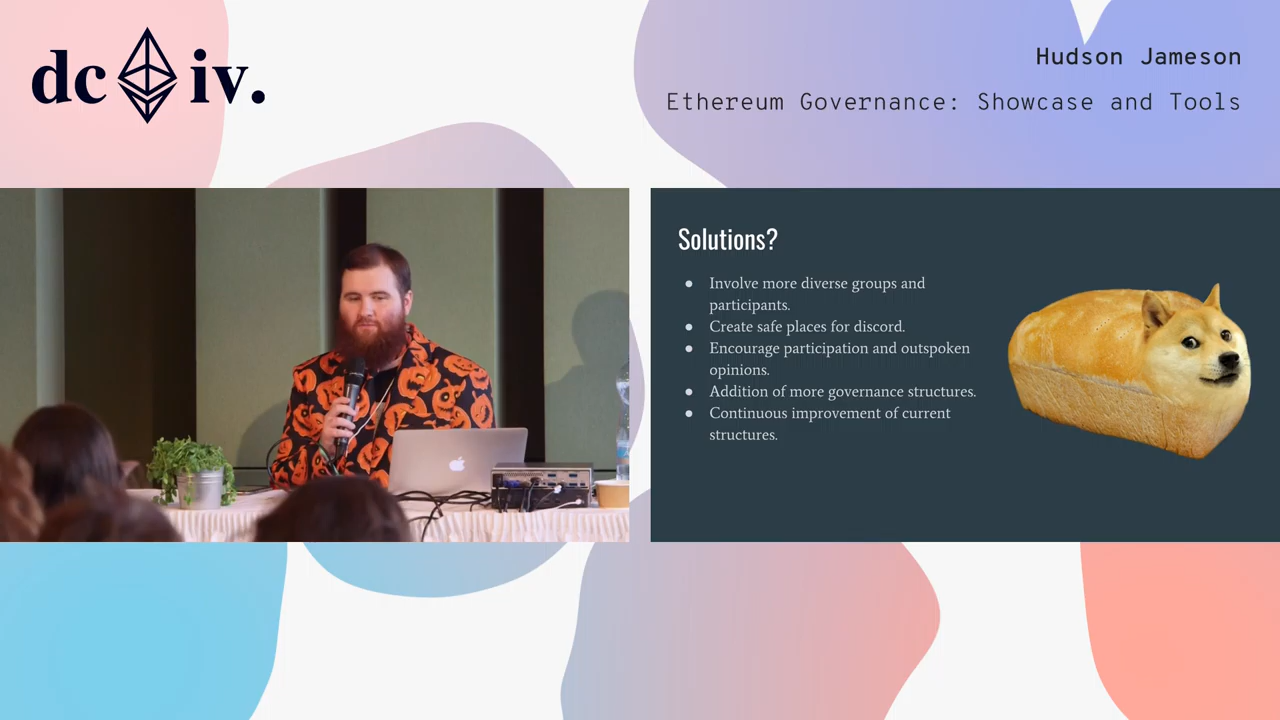 dc iv.
Hudson Jameson
Ethereum Governance: Showcase and Tools
Solutions?
● Involve more diverse groups and
participants.
● Create safe places for discord.
● Encourage participation and outspoken
opinions.
● Addition of more governance structures.
● Continuous improvement of current
structures.